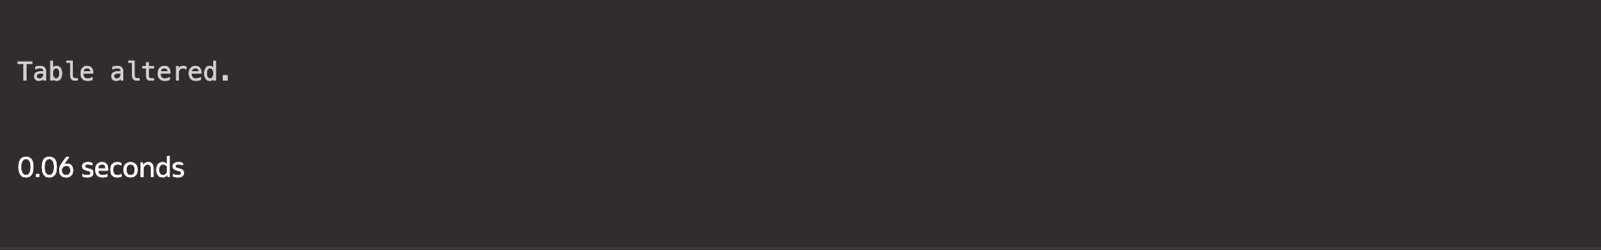 Table altered.
0.06 seconds